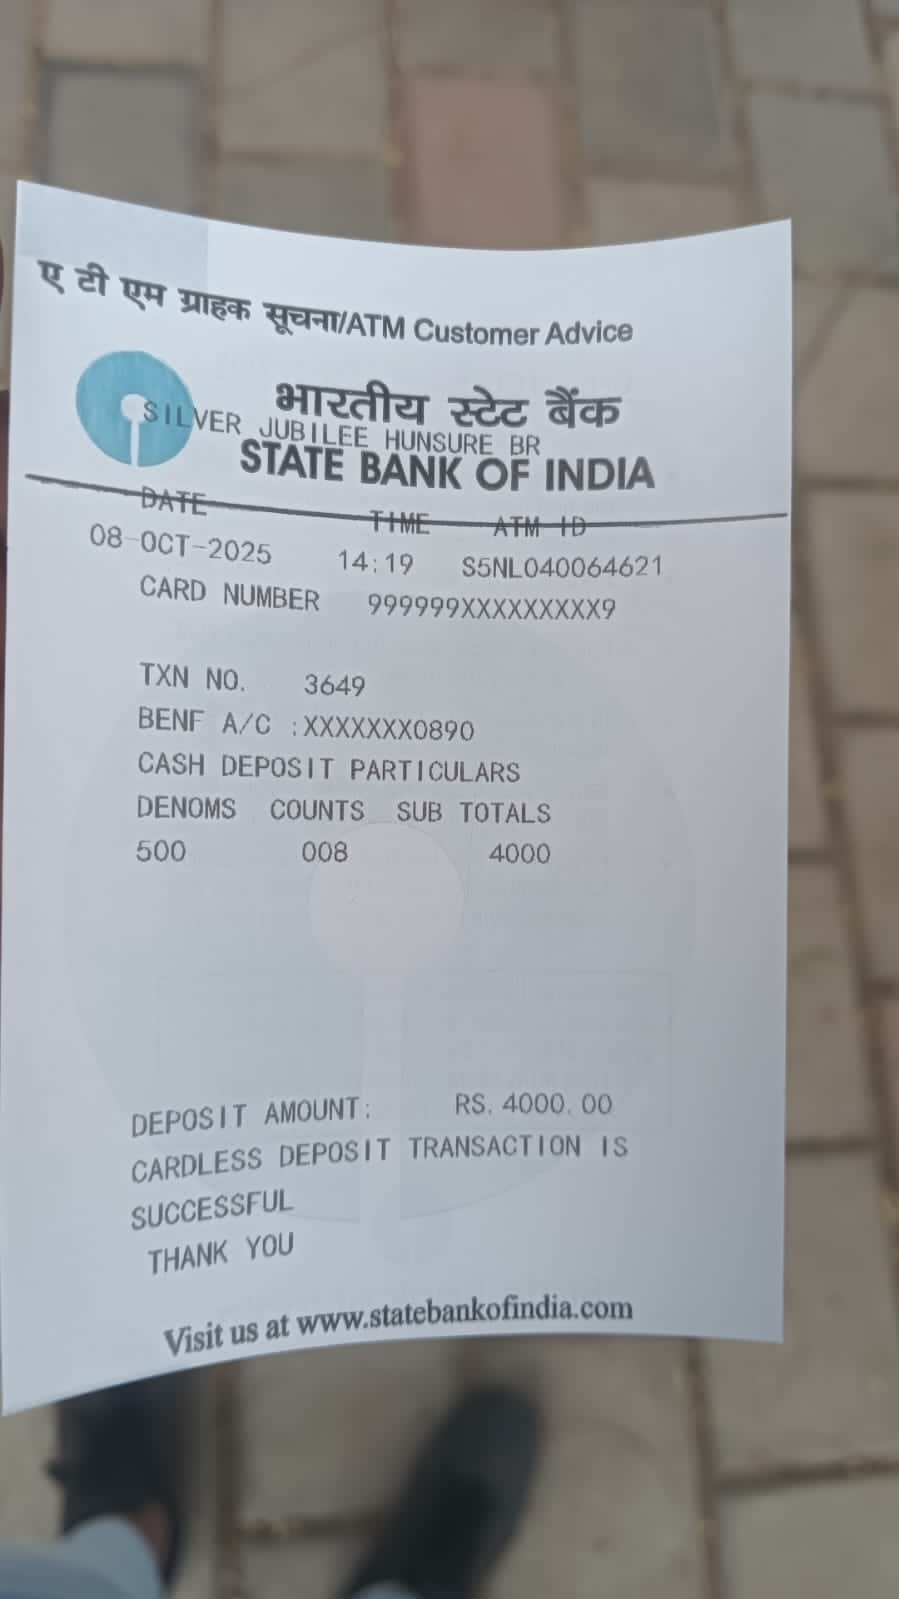 ए टी एम ग्राहक सूचना/ATM Customer Advice
भारतीय स्टेट बैंक
SILVER JUBILEE HUNSURE BR
STATE BANK OF INDIA
DATE TIME ATM ID
08-OCT-2025 14:19 S5NL040064621
CARD NUMBER 999999XXXXXXXXX9
TXN NO. 3649
BENF A/C :XXXXXXX0890
CASH DEPOSIT PARTICULARS
DENOMS COUNTS SUB TOTALS
500 008 4000
DEPOSIT AMOUNT: RS. 4000.00
CARDLESS DEPOSIT TRANSACTION IS
SUCCESSFUL
THANK YOU
Visit us at www.statebankofindia.com